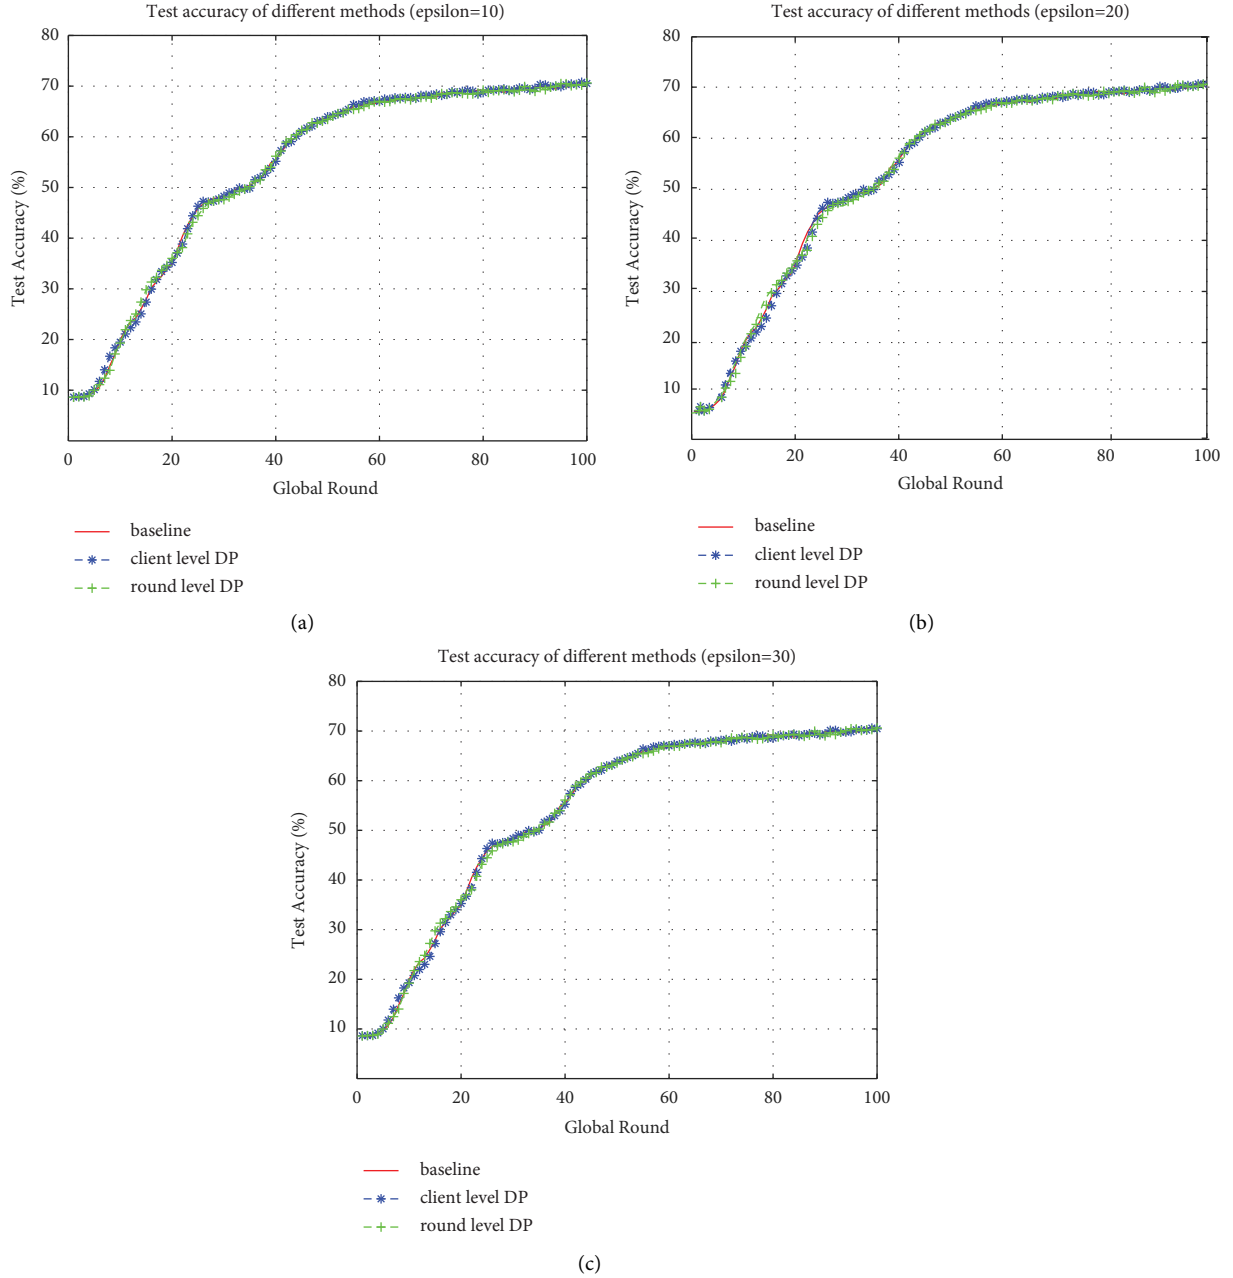 Test accuracy of different methods (epsilon=10)
80
70
60
50
40
30
20
10
Test Accuracy (%)
0 20 40 60 80 100
Global Round
baseline
client level DP
round level DP
(a)
Test accuracy of different methods (epsilon=20)
80
70
60
50
40
30
20
10
Test Accuracy (%)
0 20 40 60 80 100
Global Round
baseline
client level DP
round level DP
(b)
Test accuracy of different methods (epsilon=30)
80
70
60
50
40
30
20
10
Test Accuracy (%)
0 20 40 60 80 100
Global Round
baseline
client level DP
round level DP
(c)